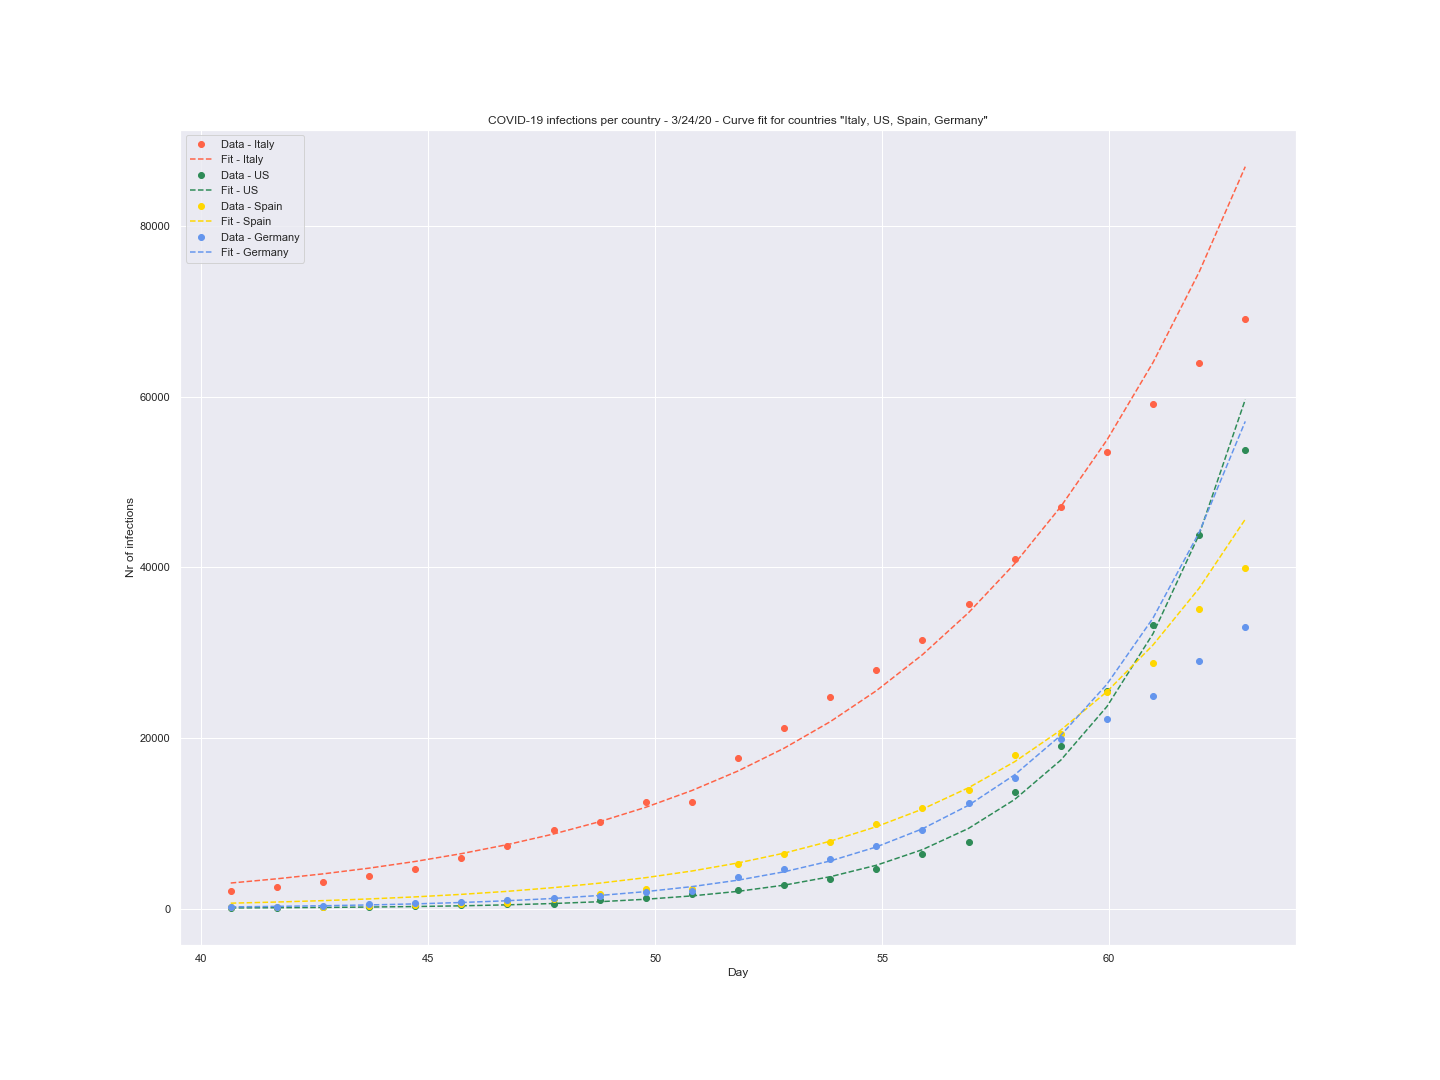 COVID-19 infections per country - 3/24/20 - Curve fit for countries "Italy, US, Spain, Germany"
Data - Italy
Fit - Italy
Data - US
Fit - US
Data - Spain
Fit - Spain
Data - Germany
Fit - Germany
80000
60000
40000
20000
0
Nr of infections
40
45
50
55
60
Day